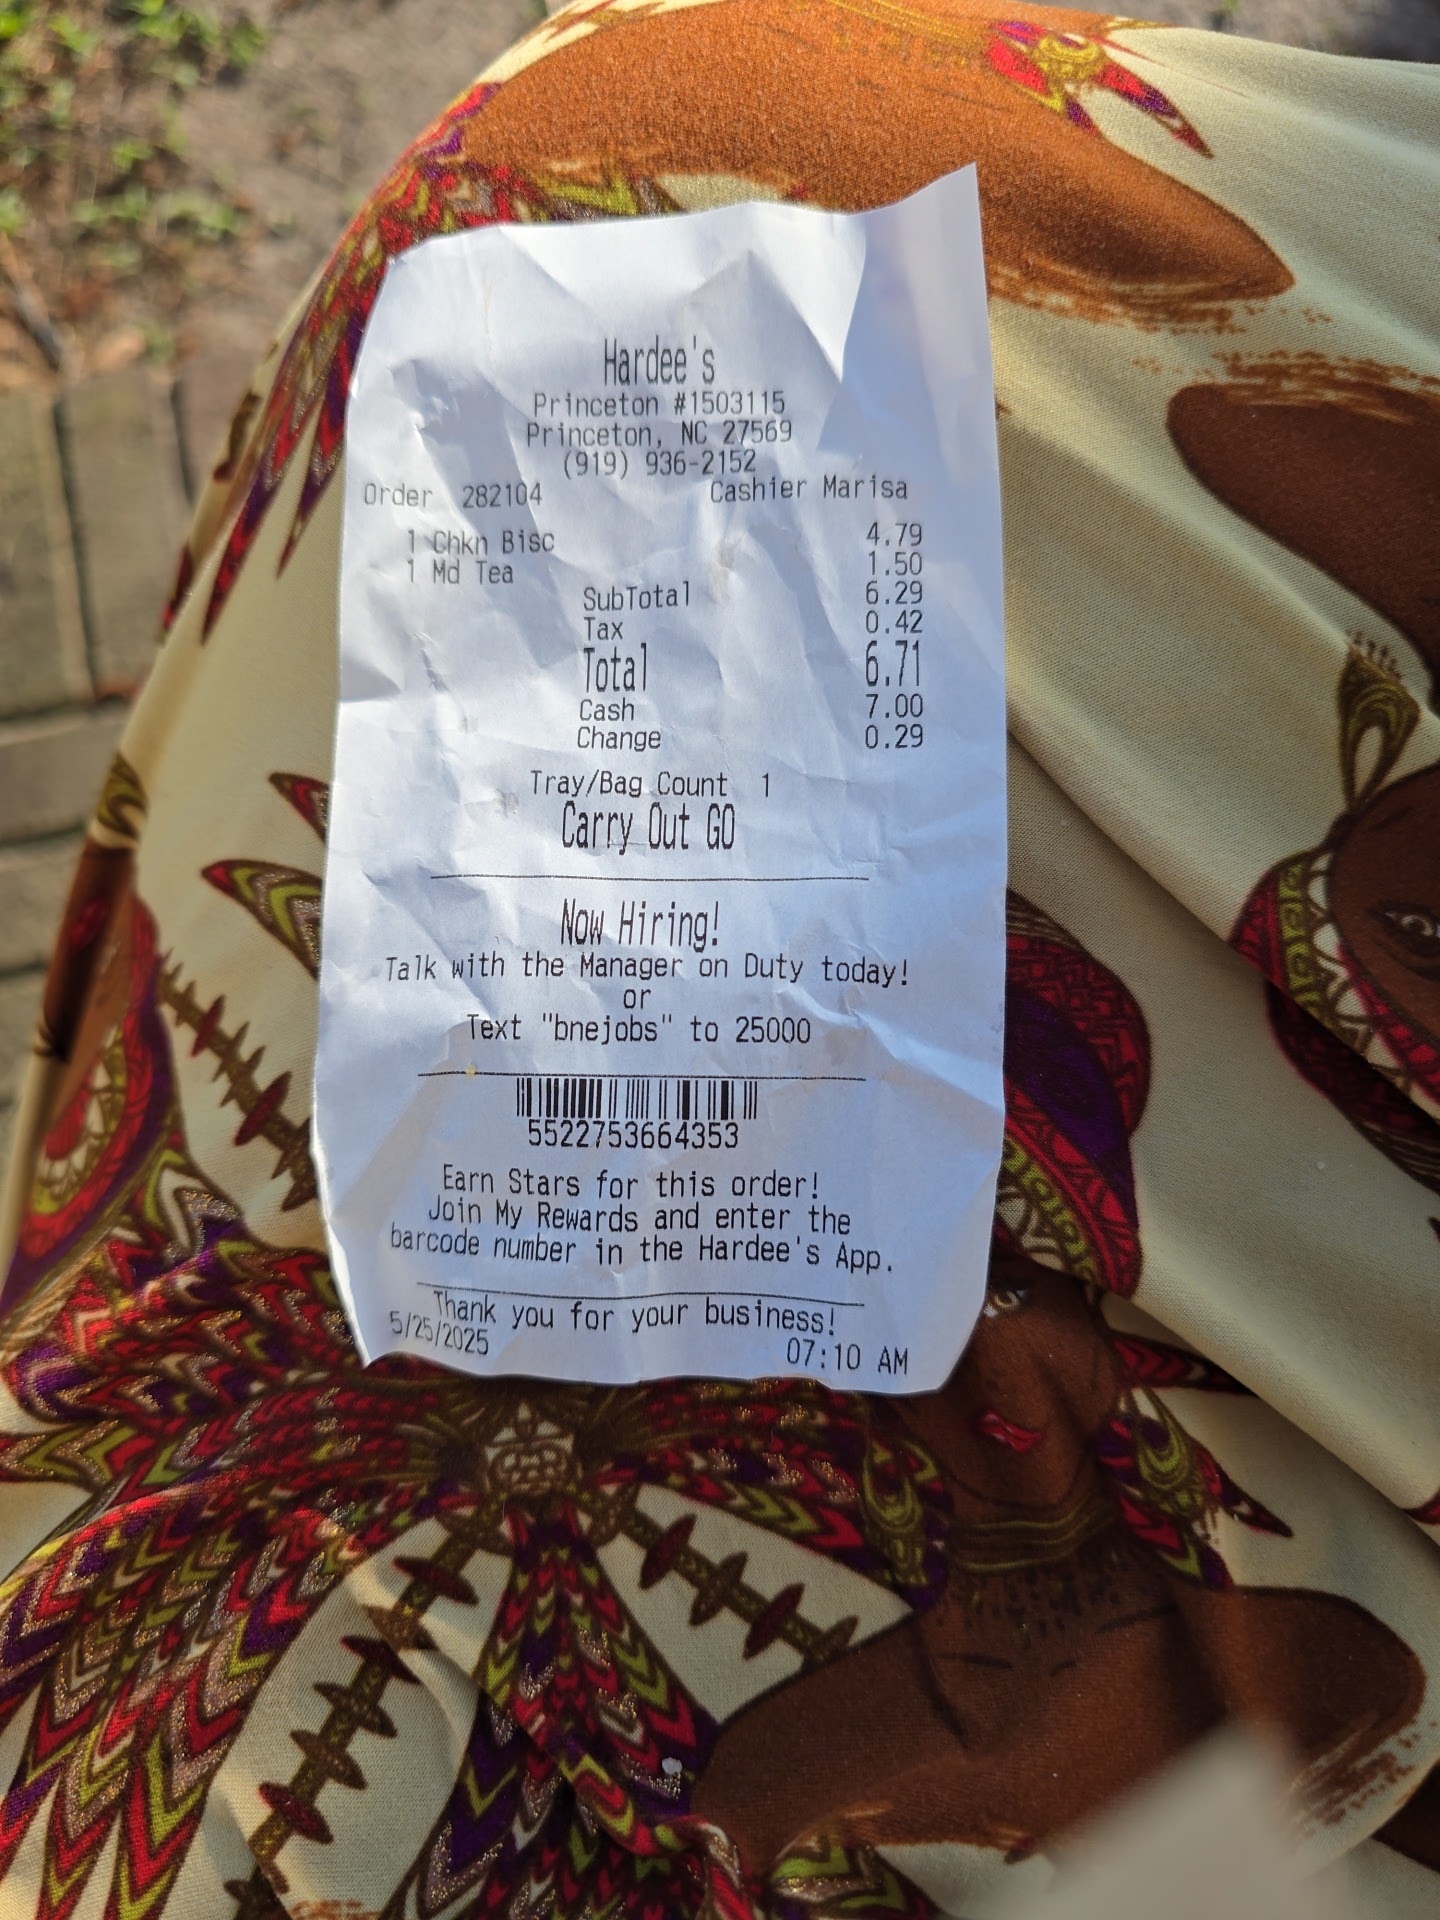 Hardee's
Princeton #1503115
Princeton, NC 27569
(919) 936-2152
Order 282104 Cashier Marisa
1 Chkn Bisc 4.79
1 Md Tea 1.50
SubTotal 6.29
Tax 0.42
Total 6.71
Cash 7.00
Change 0.29
Tray/Bag Count 1
Carry Out GO
Now Hiring!
Talk with the Manager on Duty today!
or
Text "bnejobs" to 25000
5522753664353
Earn Stars for this order!
Join My Rewards and enter the
barcode number in the Hardee's App.
Thank you for your business!
5/25/2025 07:10 AM